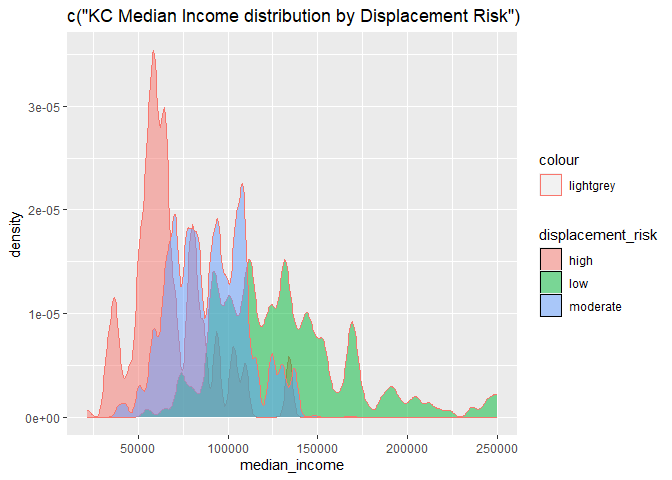 c("KC Median Income distribution by Displacement Risk")
3e-05
2e-05
1e-05
0e+00
density
50000
100000
150000
200000
250000
median_income
colour
lightgrey
displacement_risk
high
low
moderate